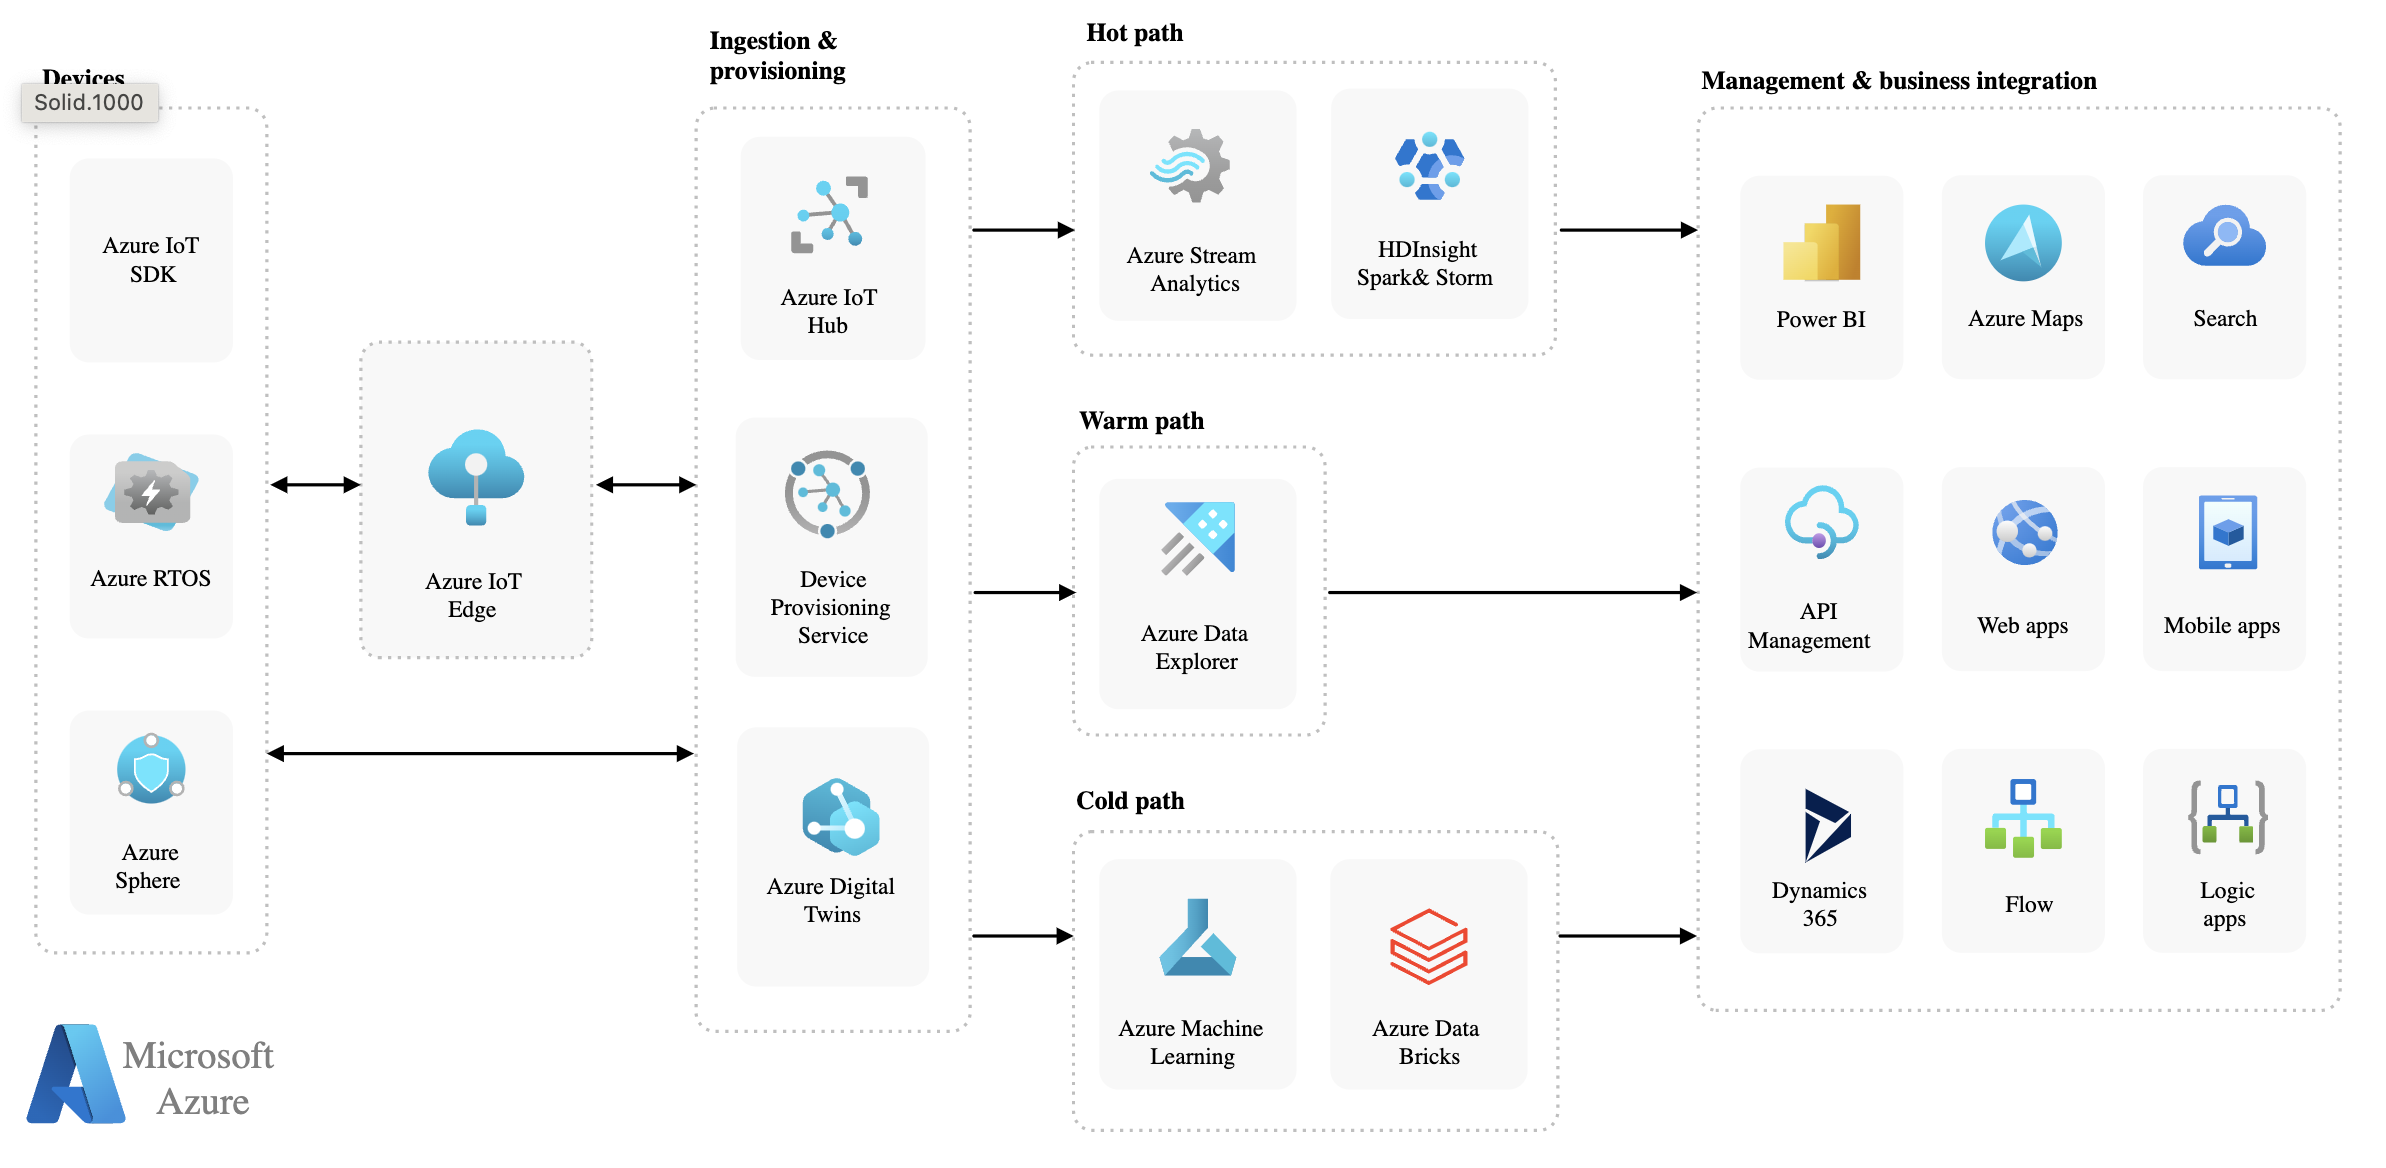 Devices
Solid.1000
Azure IoT
SDK
Azure RTOS
Azure
Sphere
Azure IoT
Edge
Ingestion &
provisioning
Azure IoT
Hub
Device
Provisioning
Service
Azure Digital
Twins
Hot path
Azure Stream
Analytics
HDInsight
Spark& Storm
Warm path
Azure Data
Explorer
Cold path
Azure Machine
Learning
Azure Data
Bricks
Management & business integration
Power BI
Azure Maps
Search
API
Management
Web apps
Mobile apps
Dynamics
365
Flow
Logic
apps
Microsoft
Azure